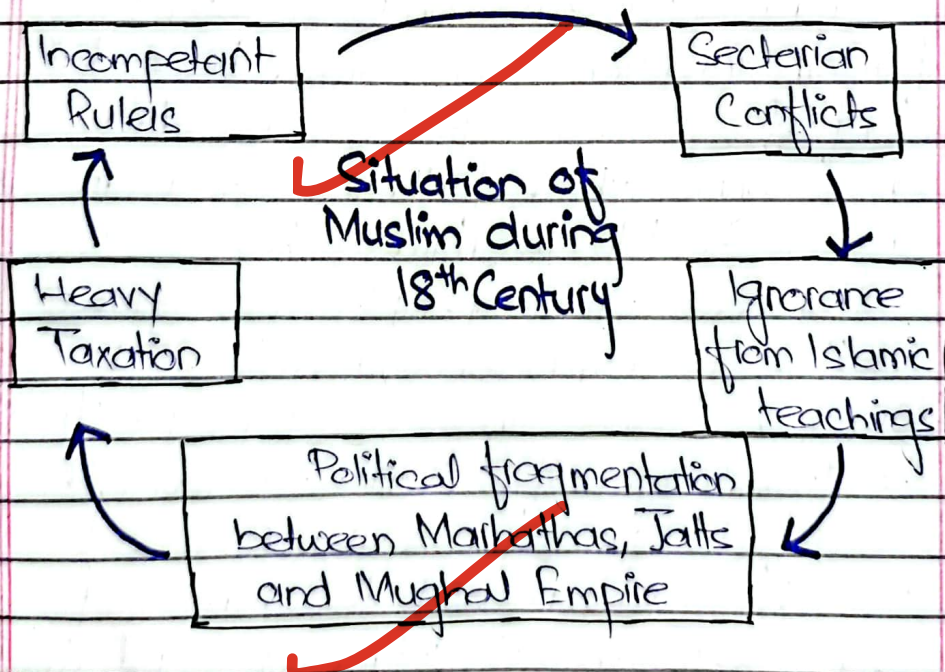 Incompetant
Rulers
Sectarian
Conflicts
Situation of
Muslim during
18th Century
Heavy
Taxation
Ignorance
from Islamic
teachings
Political fragmentation
between Marhathas, Jatts
and Mughal Empire